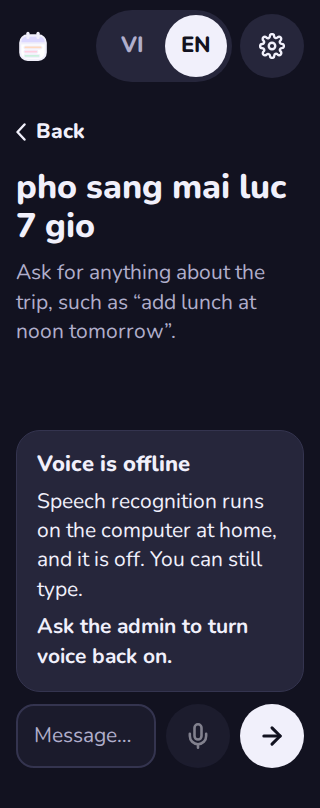 VI
EN
Back
pho sang mai luc
7 gio
Ask for anything about the
trip, such as “add lunch at
noon tomorrow”.
Voice is offline
Speech recognition runs
on the computer at home,
and it is off. You can still
type.
Ask the admin to turn
voice back on.
Message...